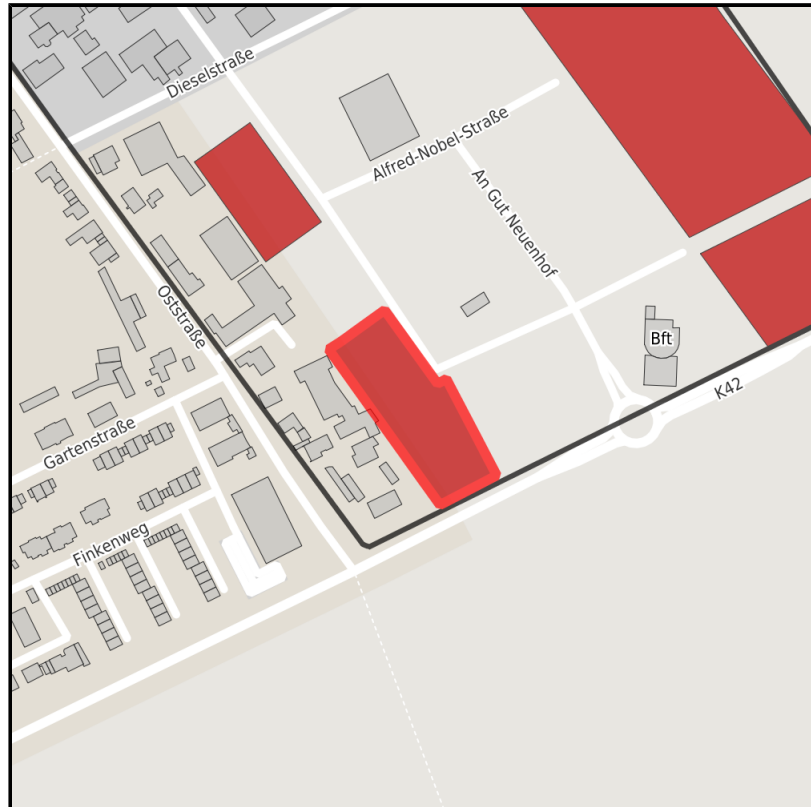 Dieselstraße
Alfred-Nobel-Straße
An Gut Neuenhof
Oststraße
Bft
K42
Gartenstraße
Finkenweg